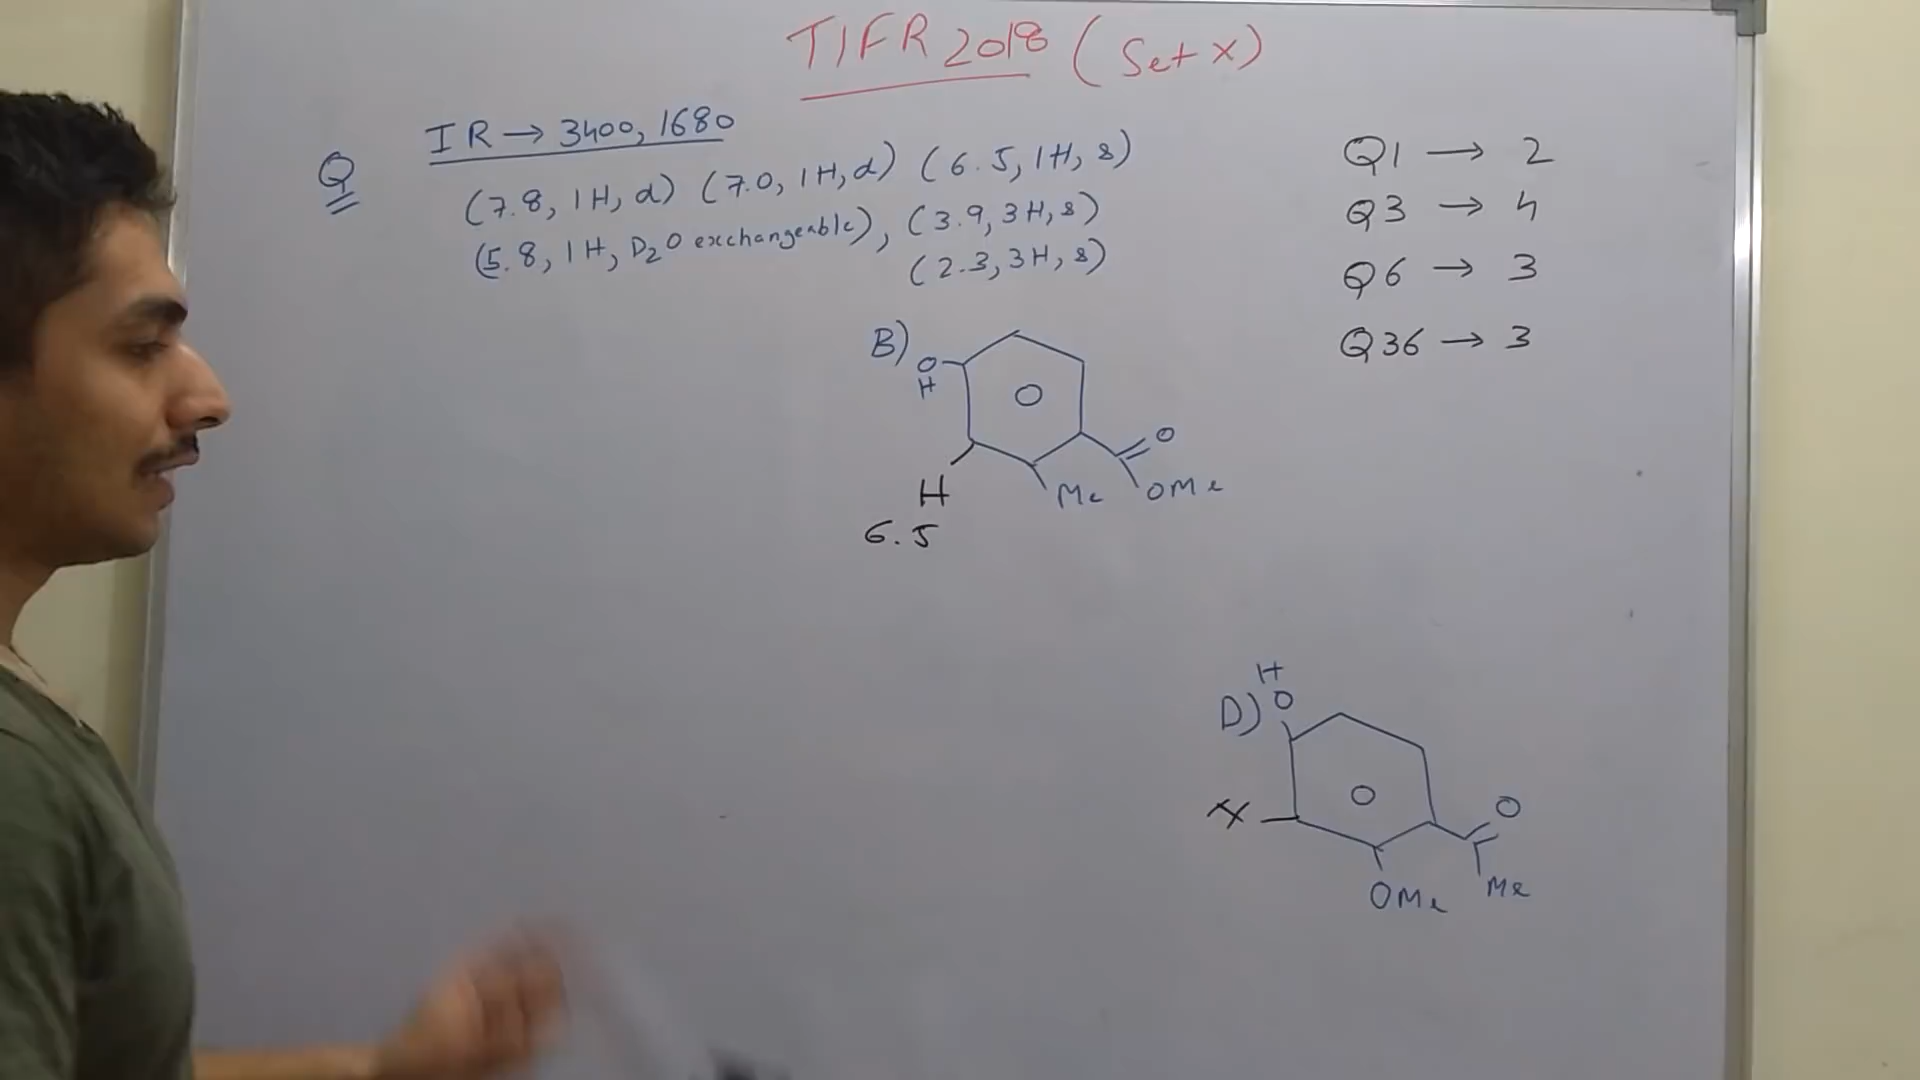 TIFR 2018 (Set X)
IR → 3400, 1680
Q
(7.8, 1H, d) (7.0, 1H, d) (6.5, 1H, s)
(5.8, 1H, D2O exchangeable), (3.9, 3H, s)
(2.3, 3H, s)
Q1 → 2
Q3 → 4
Q6 → 3
Q36 → 3
B)
O
H
O
O
Me
OMe
H
6.5
H
D) O
O
O
OMe
Me